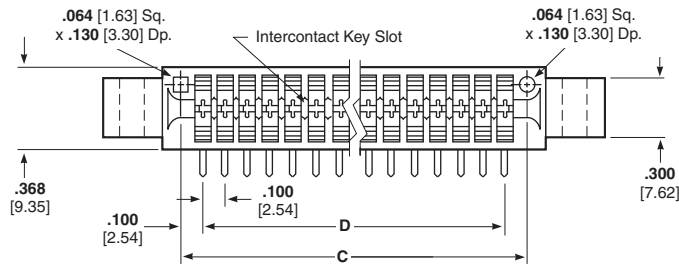 .064 [1.63] Sq.
x .130 [3.30] Dp.
Intercontact Key Slot
.064 [1.63] Sq.
x .130 [3.30] Dp.
.368
[9.35]
.100
[2.54]
.300
[7.62]
.100
[2.54]
D
C